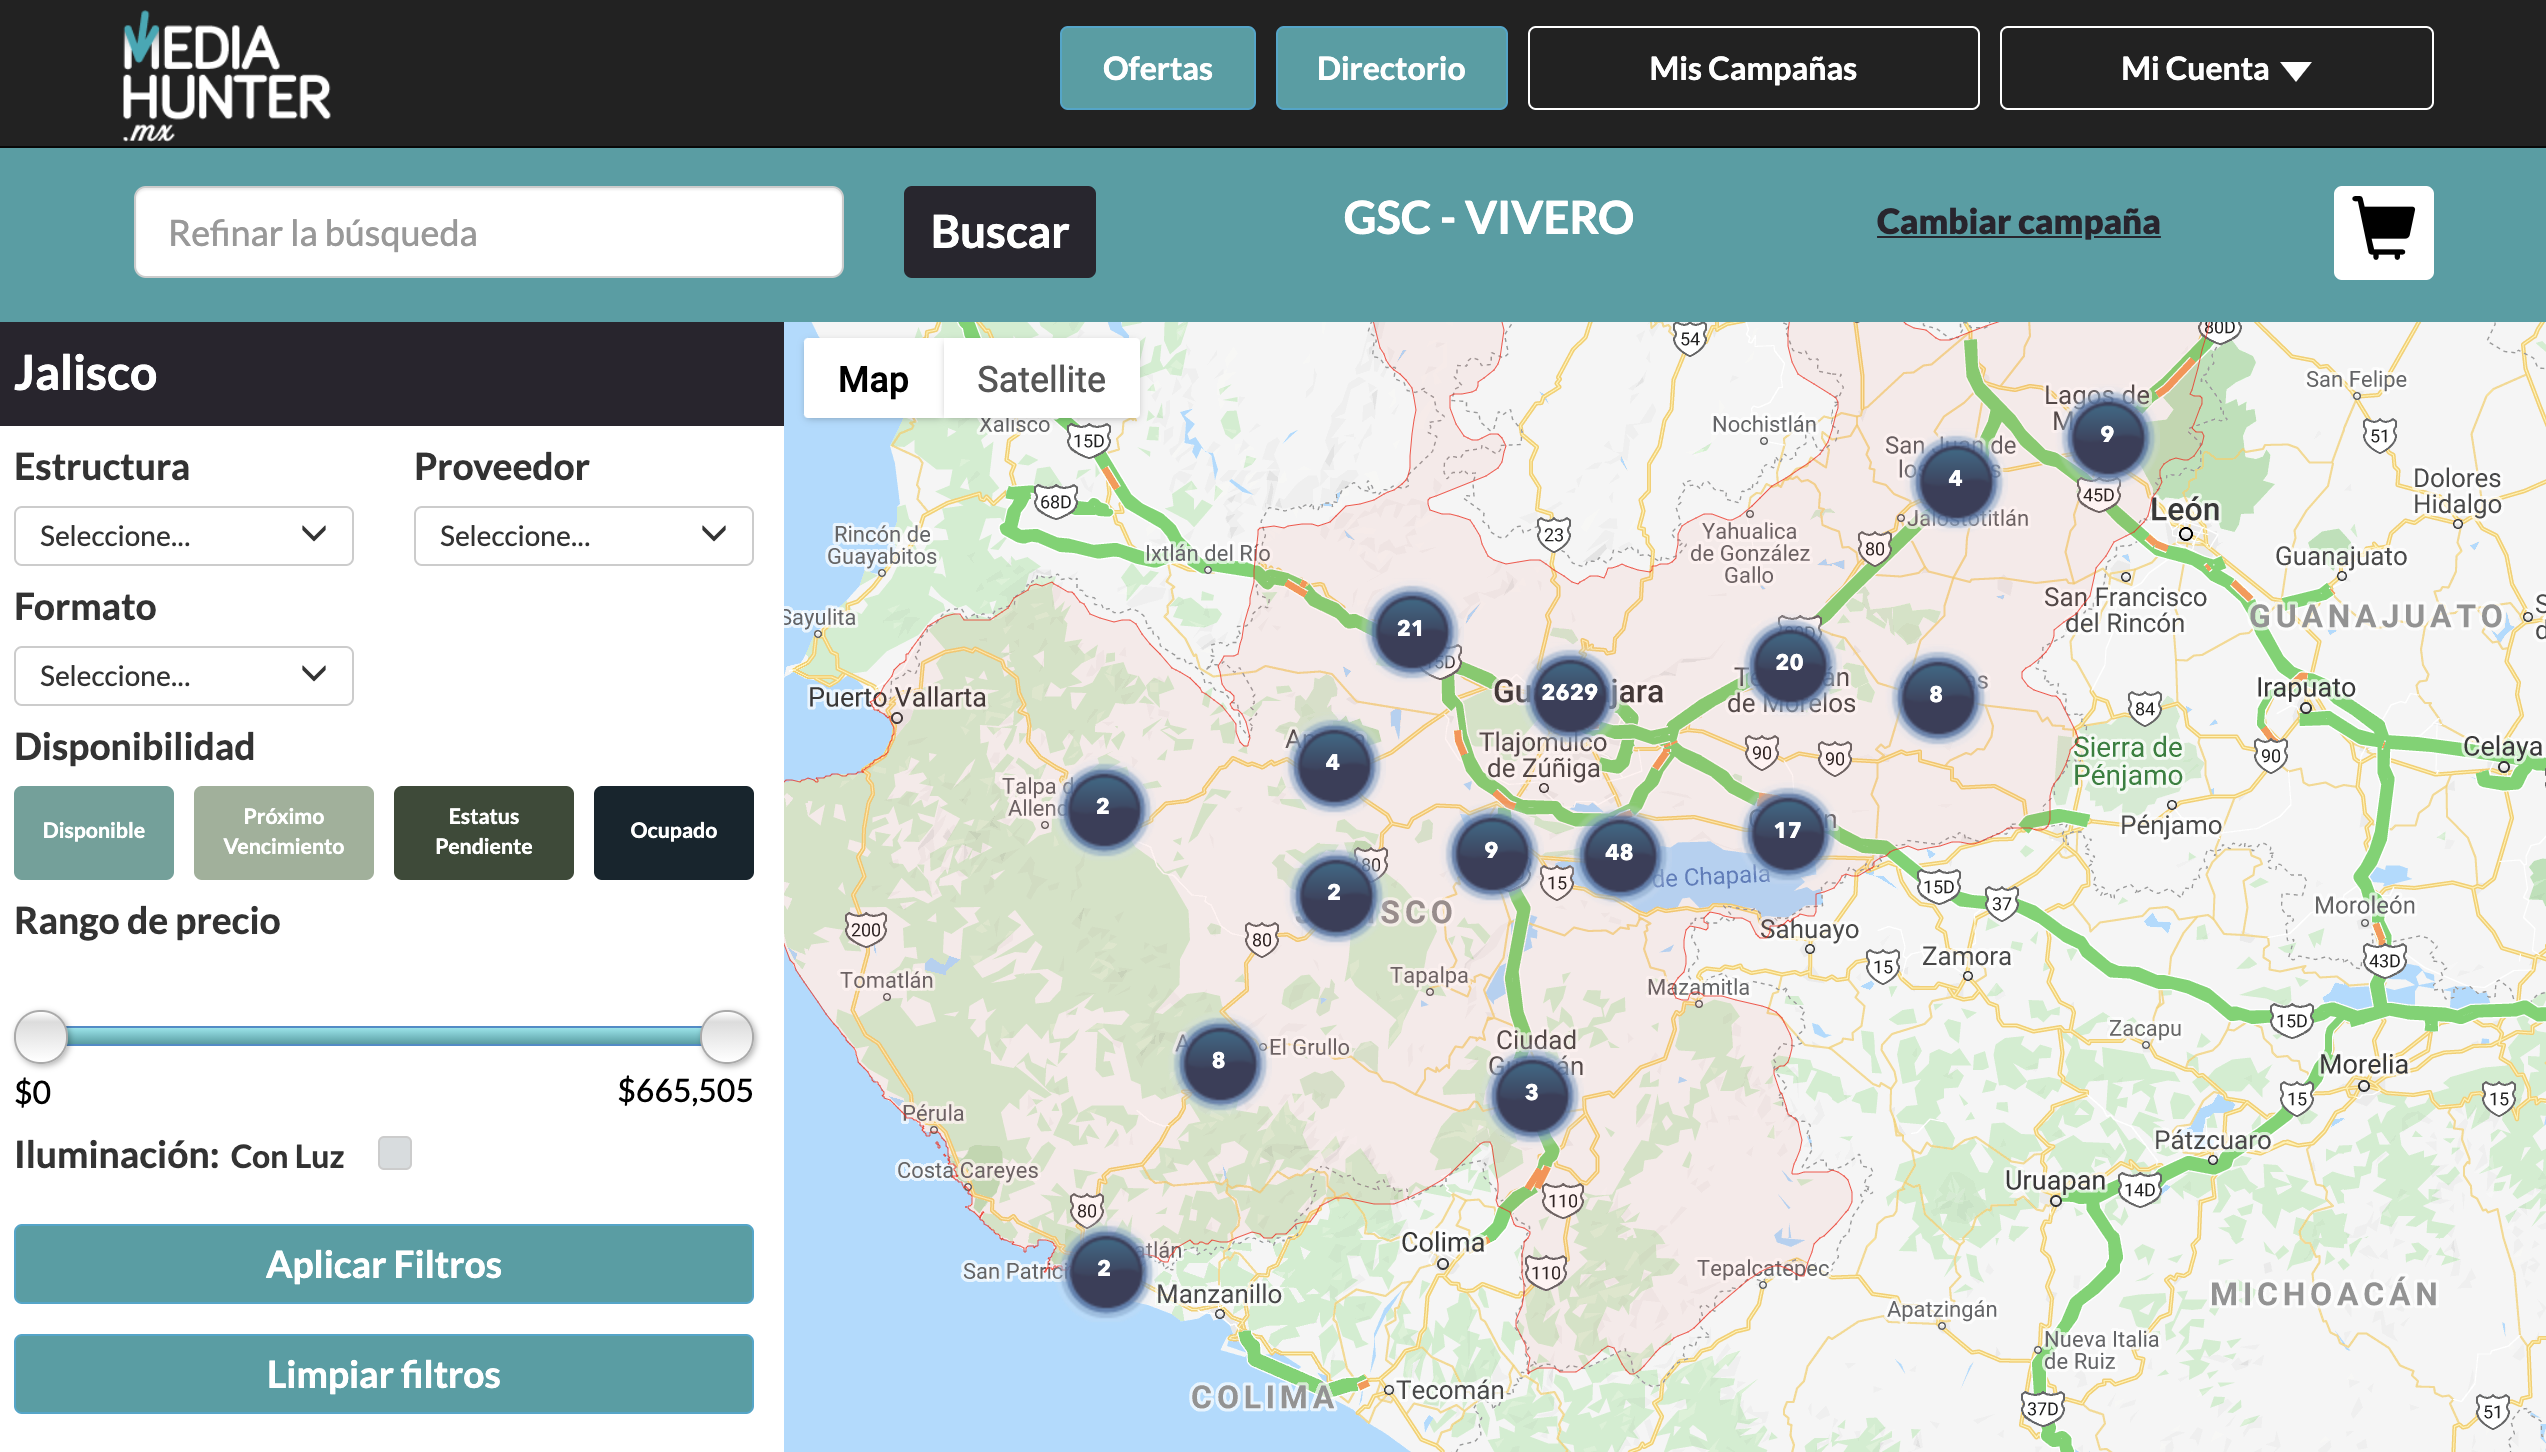 MEDIA
HUNTER
.mx
Ofertas
Directorio
Mis Campañas
Mi Cuenta
Refinar la búsqueda
Buscar
GSC - VIVERO
Cambiar campaña
Jalisco
Estructura
Proveedor
Seleccione...
Seleccione...
Formato
Seleccione...
Disponibilidad
Disponible
Próximo
Vencimiento
Estatus
Pendiente
Ocupado
Rango de precio
$0
$665,505
Iluminación: Con Luz
Aplicar Filtros
Limpiar filtros
Map
Satellite
54
80D
San Felipe
Lagos de
Xalisco
15D
Nochistlán
9
51
San Juan de
4
68D
45D
León
Dolores
Hidalgo
Jalostotitlán
Rincón de
Guayabitos
Ixtlán del Río
23
Yahualica
de González
Gallo
80
Guanajuato
San Francisco
del Rincón
GUANAJUATO
Sayulita
21
20
2629
de Morelos
8
Puerto Vallarta
Irapuato
84
Tlajomulco
de Zúñiga
90
90
Sierra de
Pénjamo
90
Celaya
4
Talpa de
Allende
2
Pénjamo
9
48
17
80
15
de Chapala
15D
37
2
SCO
Moroleón
200
80
Sahuayo
Zamora
15
43D
Tomatlán
Tapalpa
Mazamitla
15D
Zacapu
Ciudad
El Grullo
8
3
Morelia
15
15
Pérula
Pátzcuaro
Costa Careyes
Uruapan
14D
80
110
Colima
2
San Patrici
Manzanillo
110
Tepalcatepec
MICHOACÁN
Apatzingán
Nueva Italia
de Ruiz
COLIMA
Tecomán
37D
51